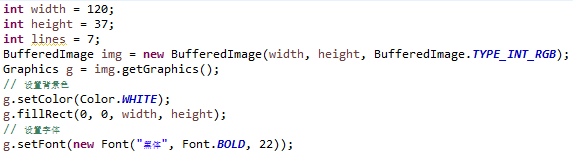 int width = 120;
int height = 37;
int lines = 7;
BufferedImage img = new BufferedImage(width, height, BufferedImage.TYPE_INT_RGB);
Graphics g = img.getGraphics();
// 设置背景色
g.setColor(Color.WHITE);
g.fillRect(0, 0, width, height);
// 设置字体
g.setFont(new Font("黑体", Font.BOLD, 22));